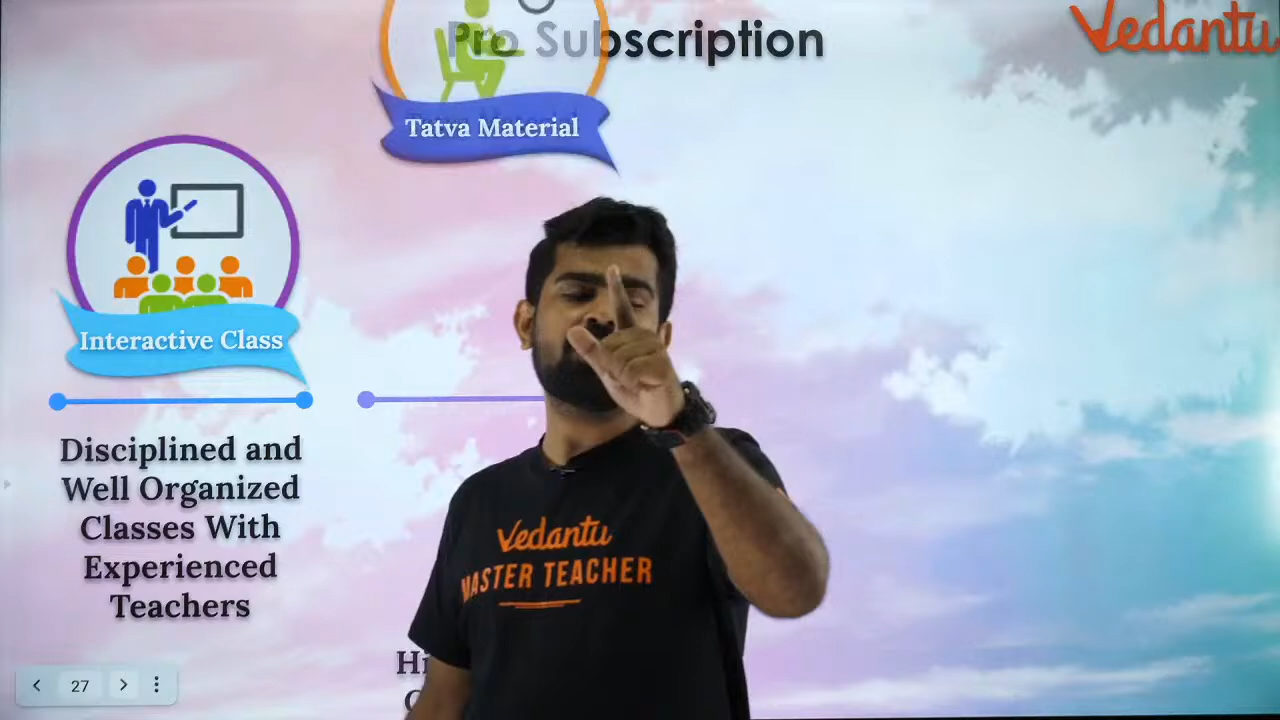 Pro Subscription
Vedantu
Tatva Material
Interactive Class
Disciplined and
Well Organized
Classes With
Experienced
Teachers
Vedantu
MASTER TEACHER
27